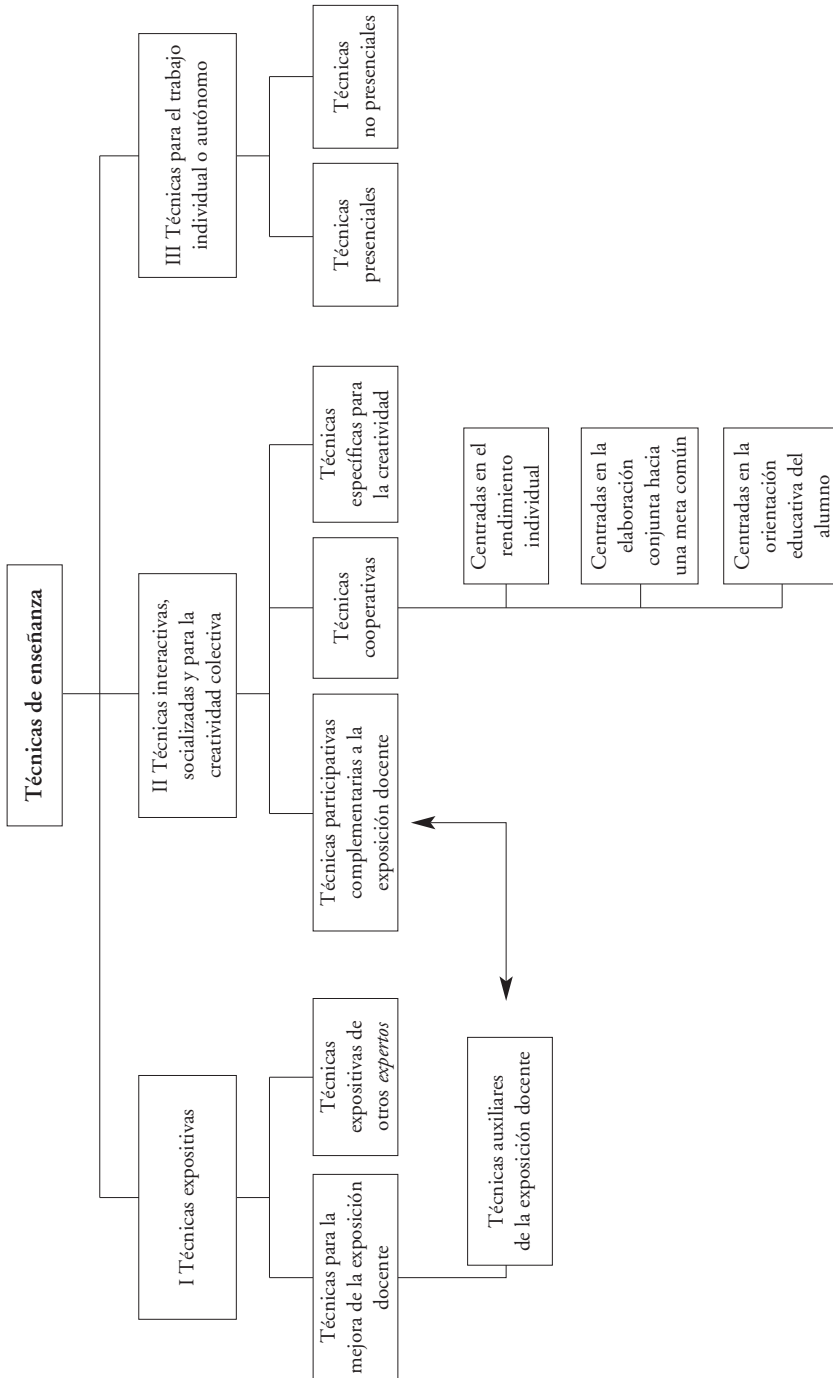 Técnicas de enseñanza
I Técnicas expositivas
II Técnicas interactivas,
socializadas y para la
creatividad colectiva
III Técnicas para el trabajo
individual o autónomo
Técnicas para la
mejora de la exposición
docente
Técnicas
expositivas de
otros expertos
Técnicas participativas
complementarias a la
exposición docente
Técnicas
cooperativas
Técnicas
específicas para
la creatividad
Técnicas
presenciales
Técnicas
no presenciales
Técnicas auxiliares
de la exposición docente
Centradas en el
rendimiento
individual
Centradas en la
elaboración
conjunta hacia
una meta común
Centradas en la
orientación
educativa del
alumno